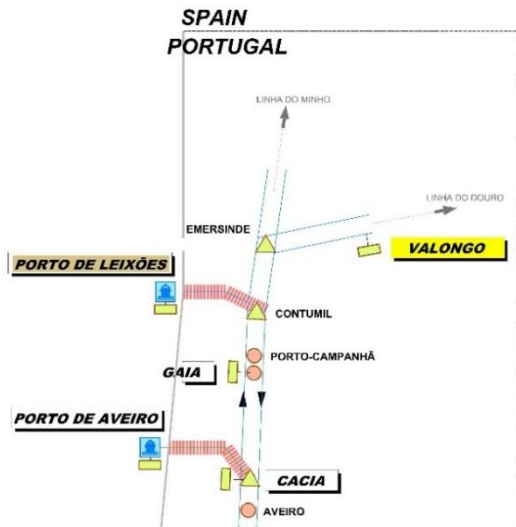 SPAIN
PORTUGAL
LINHA DO MINHO
LINHA DO DOURO
EMERSINDE
VALONGO
PORTO DE LEIXÕES
CONTUMIL
PORTO-CAMPANHÃ
GAIA
PORTO DE AVEIRO
CACIA
AVEIRO